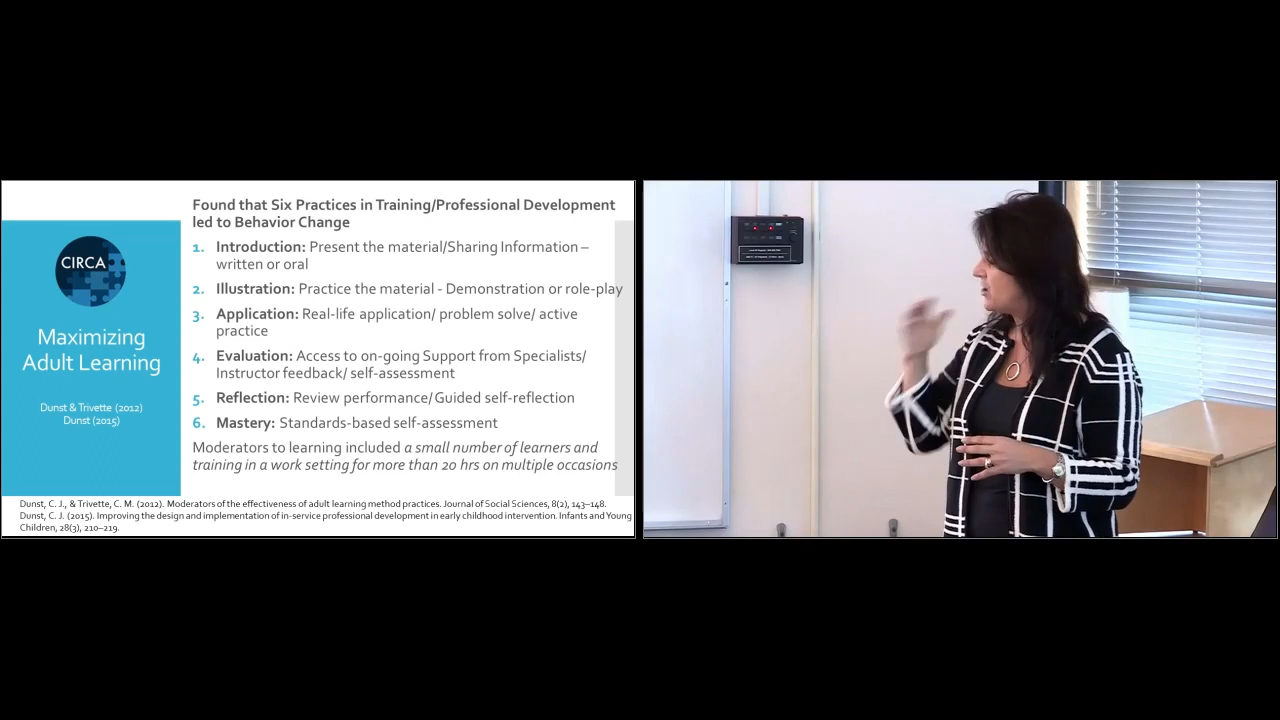 Found that Six Practices in Training/Professional Development
led to Behavior Change
1. Introduction: Present the material/Sharing Information –
written or oral
2. Illustration: Practice the material - Demonstration or role-play
3. Application: Real-life application/ problem solve/ active
practice
4. Evaluation: Access to on-going Support from Specialists/
Instructor feedback/ self-assessment
5. Reflection: Review performance/Guided self-reflection
6. Mastery: Standards-based self-assessment
Moderators to learning included a small number of learners and
training in a work setting for more than 20 hrs on multiple occasions
CIRCA
Maximizing
Adult Learning
Dunst & Trivette (2012)
Dunst (2015)
Dunst, C. J., & Trivette, C. M. (2012). Moderators of the effectiveness of adult learning method practices. Journal of Social Sciences, 8(2), 143–148.
Dunst, C. J. (2015). Improving the design and implementation of in-service professional development in early childhood intervention. Infants and Young
Children, 28(3), 210–219.